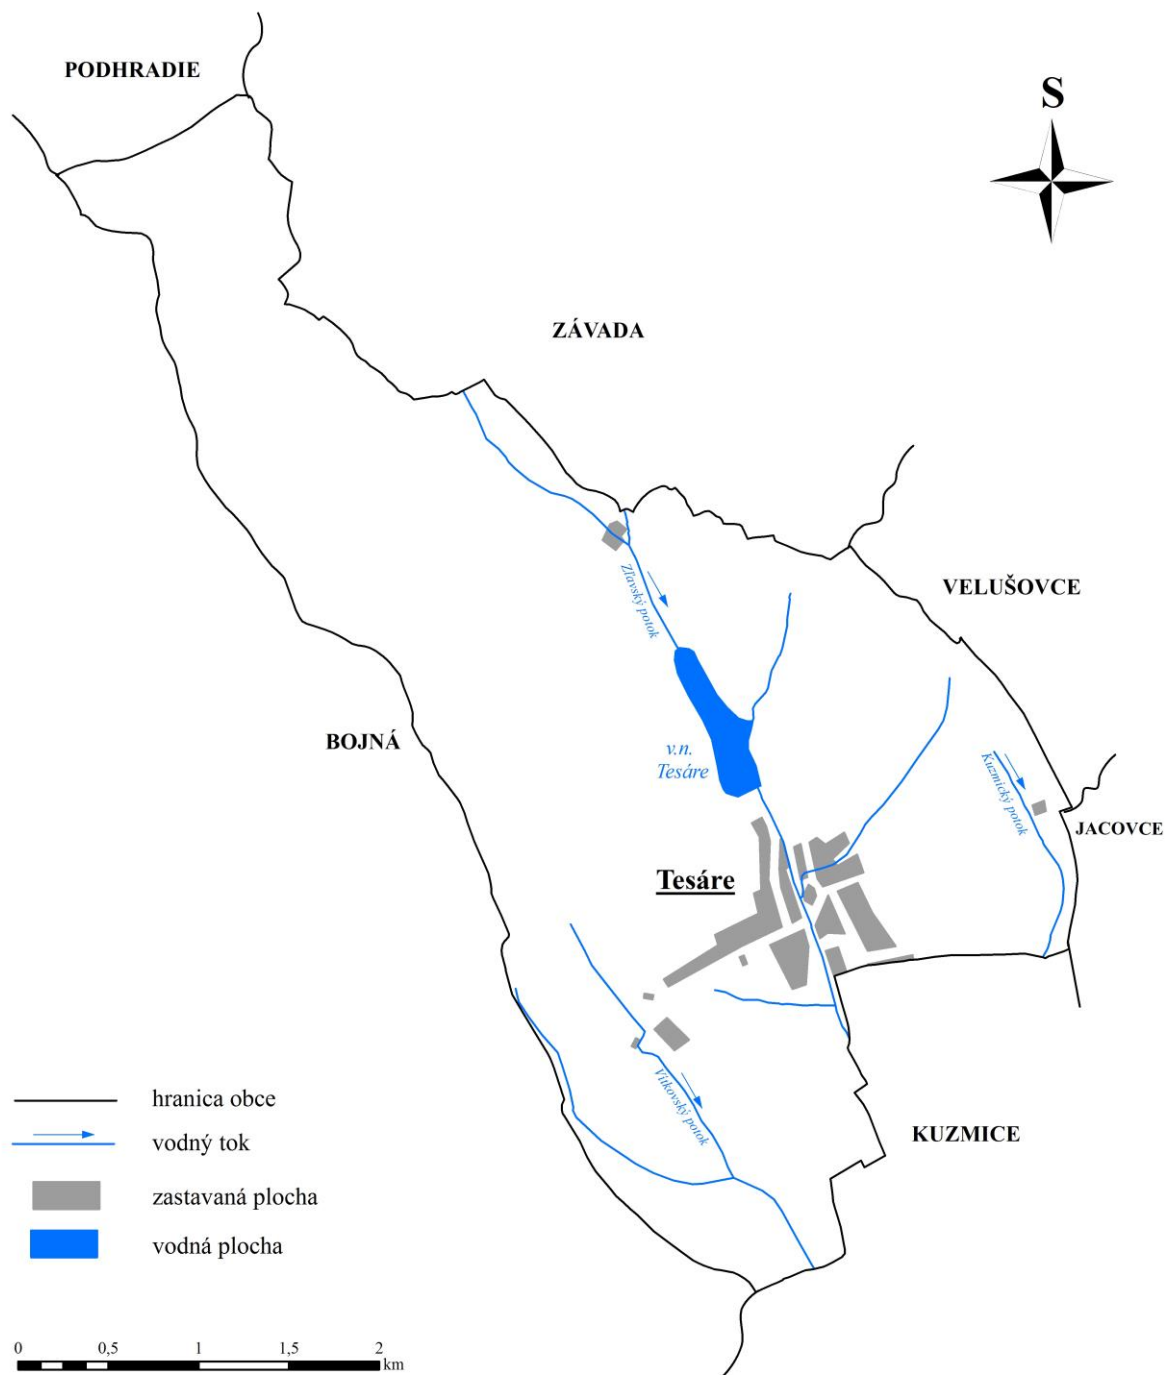 PODHRADIE
S
ZÁVADA
VELUŠOVCE
Zľavský potok
BOJNÁ
v.n.
Tesáre
Kuzmický potok
JACOVCE
Tesáre
Vítkovský potok
KUZMICE
hranica obce
vodný tok
zastavaná plocha
vodná plocha
0 0,5 1 1,5 2
km